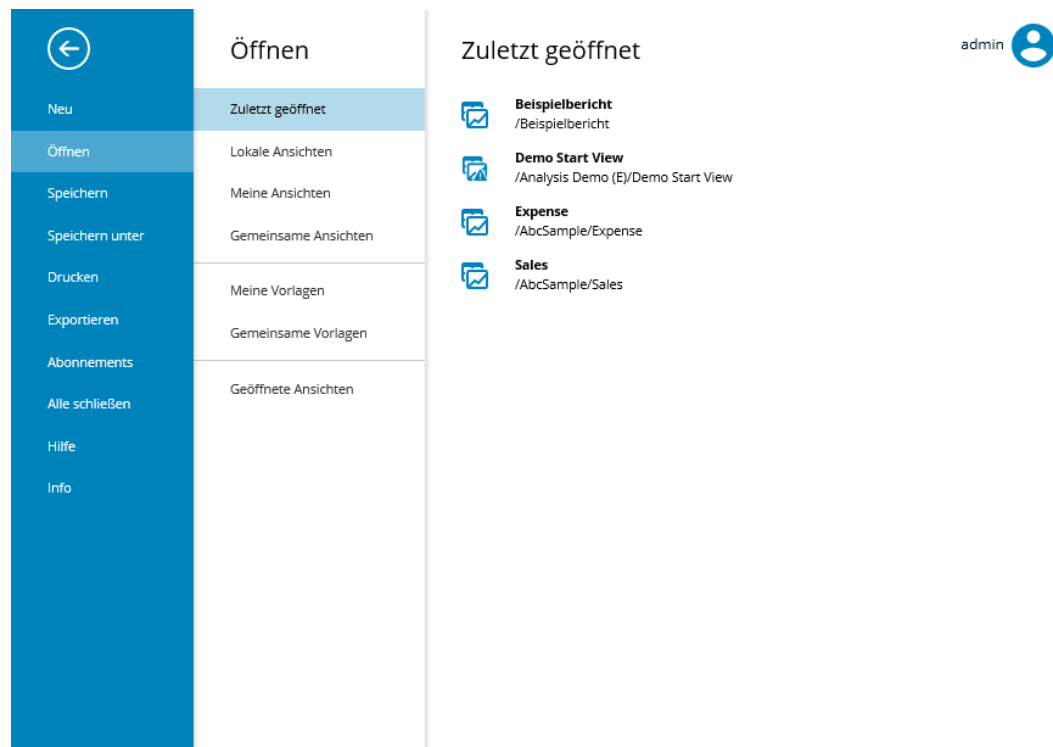 Neu
Öffnen
Speichern
Speichern unter
Drucken
Exportieren
Abonnements
Alle schließen
Hilfe
Info
Öffnen
Zuletzt geöffnet
Lokale Ansichten
Meine Ansichten
Gemeinsame Ansichten
Meine Vorlagen
Gemeinsame Vorlagen
Geöffnete Ansichten
Zuletzt geöffnet
admin
Beispielbericht
/Beispielbericht
Demo Start View
/Analysis Demo (E)/Demo Start View
Expense
/AbcSample/Expense
Sales
/AbcSample/Sales